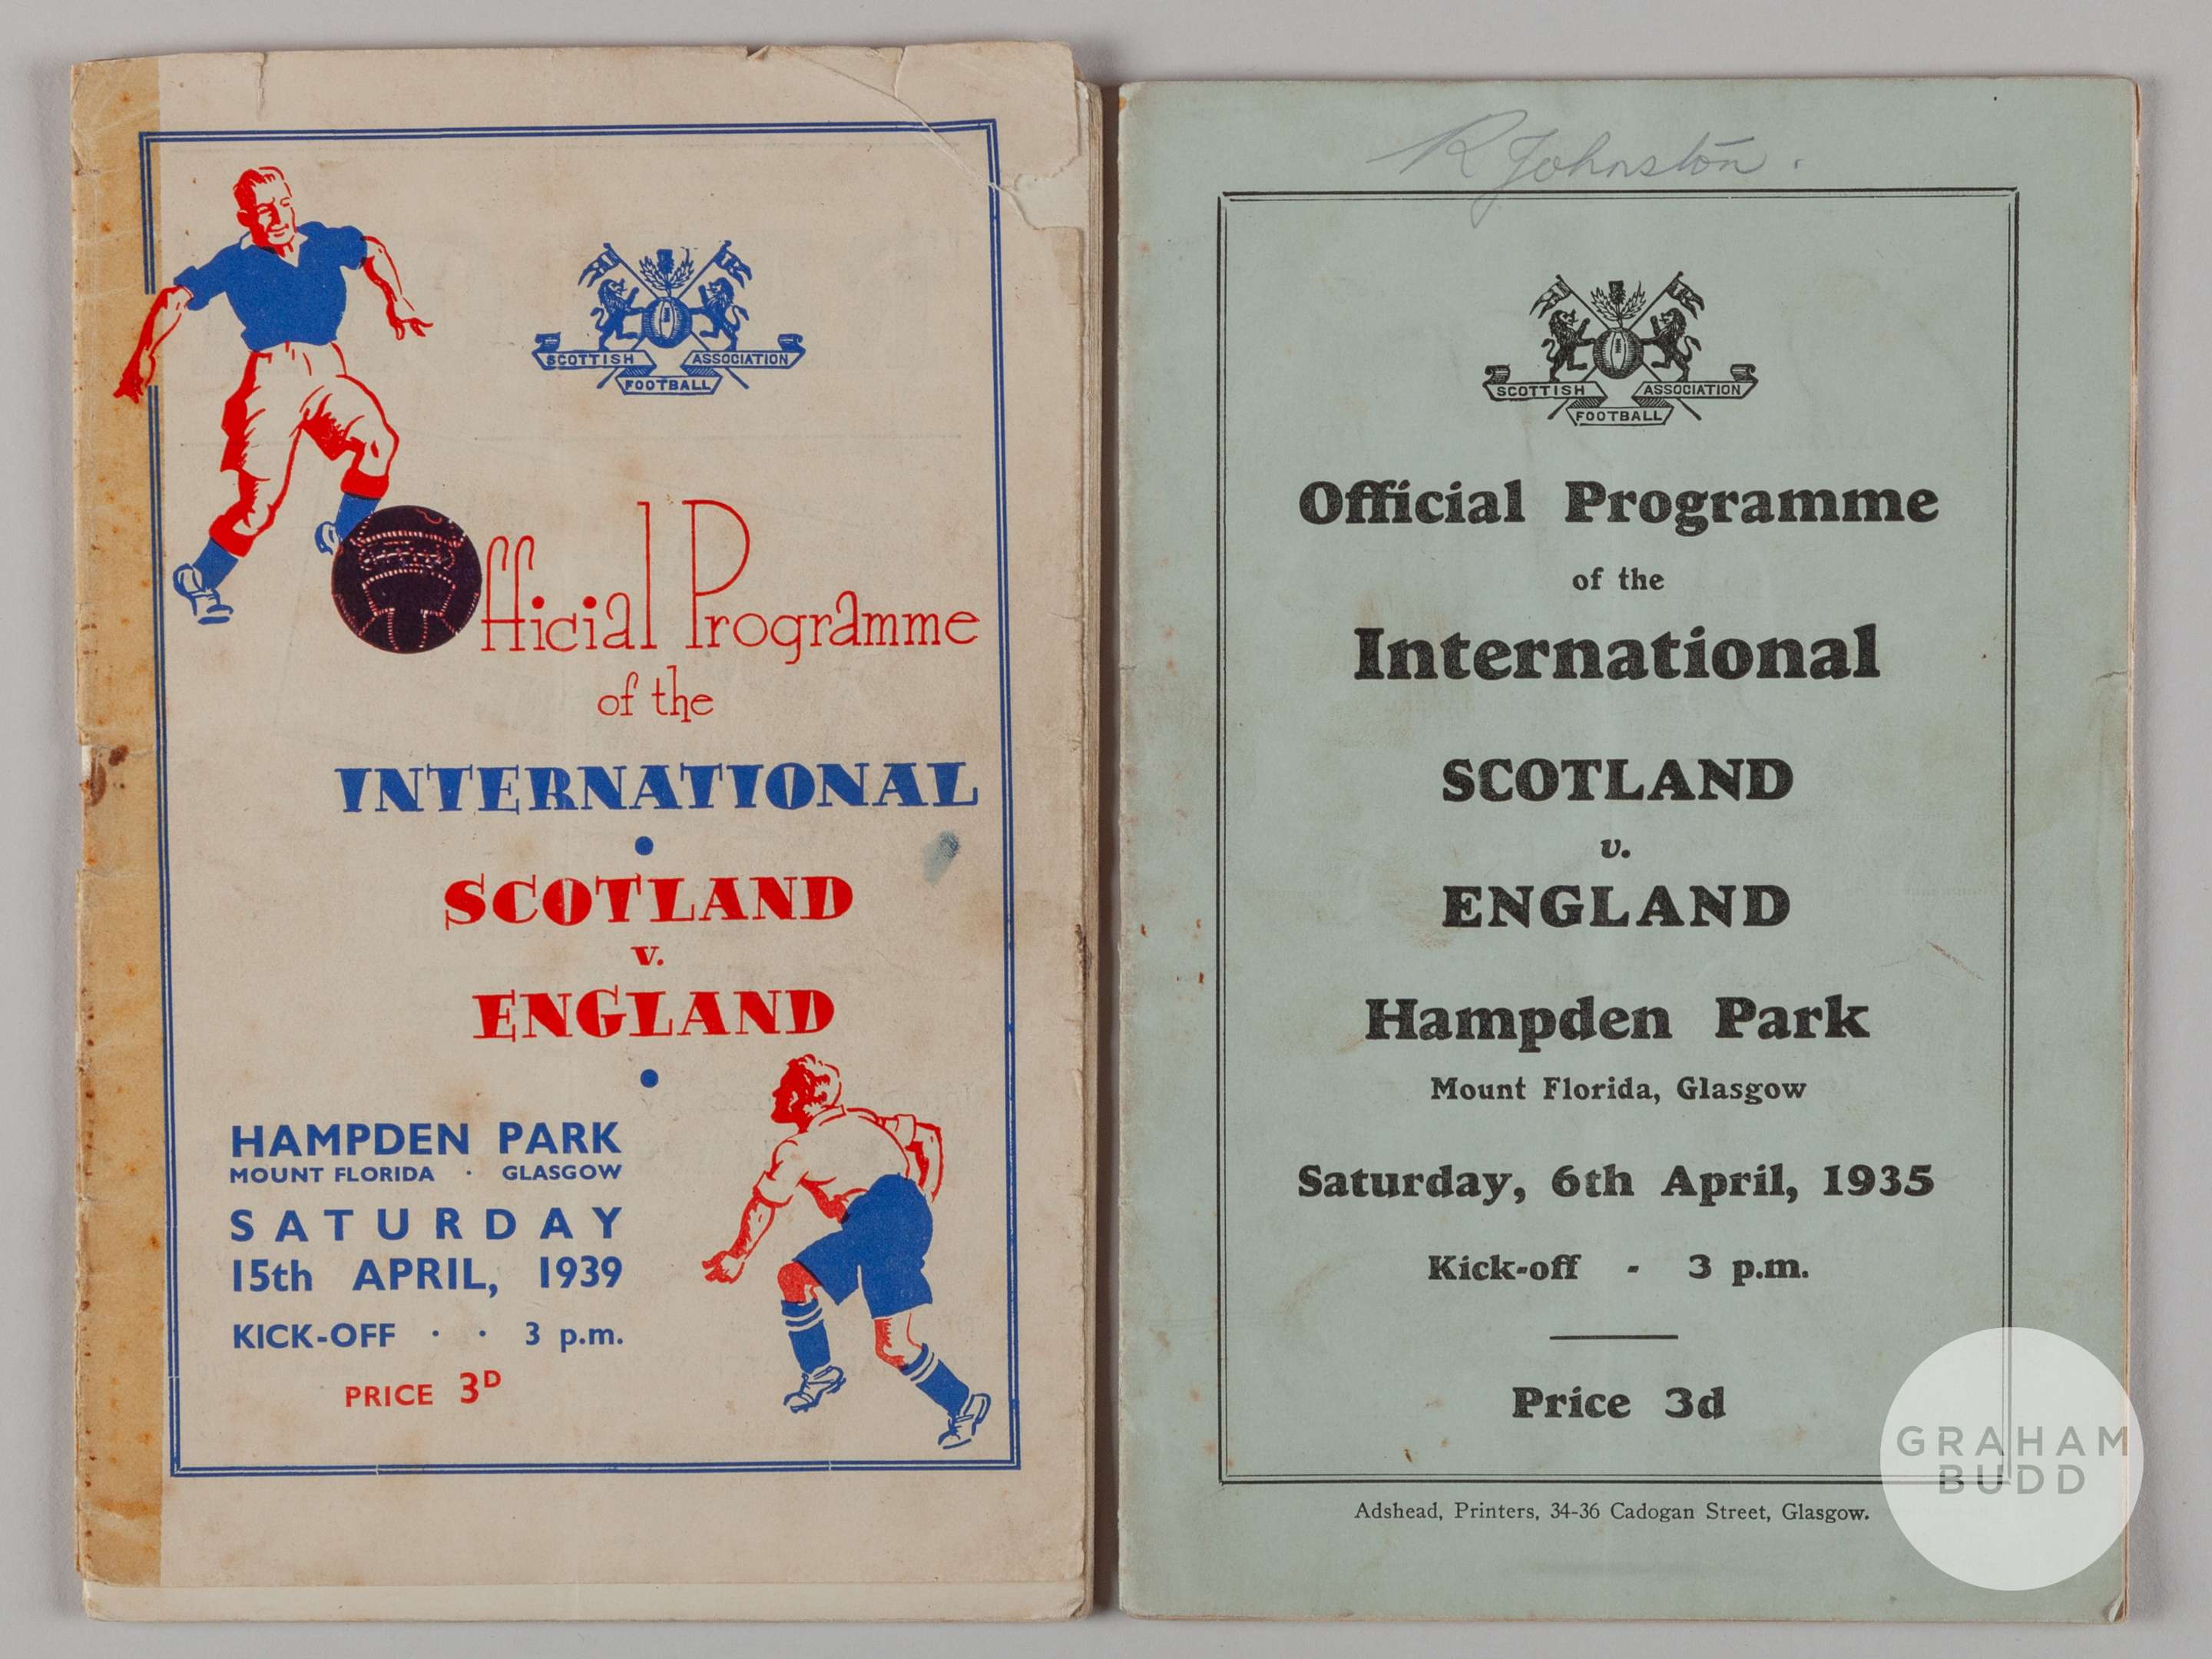 SCOTTISH ASSOCIATION
FOOTBALL
Official Programme
of the
INTERNATIONAL
SCOTLAND
v.
ENGLAND
HAMPDEN PARK
MOUNT FLORIDA · GLASGOW
SATURDAY
15th APRIL, 1939
KICK-OFF · · 3 p.m.
PRICE 3D
R Johnston.
SCOTTISH ASSOCIATION
FOOTBALL
Official Programme
of the
International
SCOTLAND
v.
ENGLAND
Hampden Park
Mount Florida, Glasgow
Saturday, 6th April, 1935
Kick-off - 3 p.m.
Price 3d
Adshead, Printers, 34-36 Cadogan Street, Glasgow.
GRAHAM
BUDD